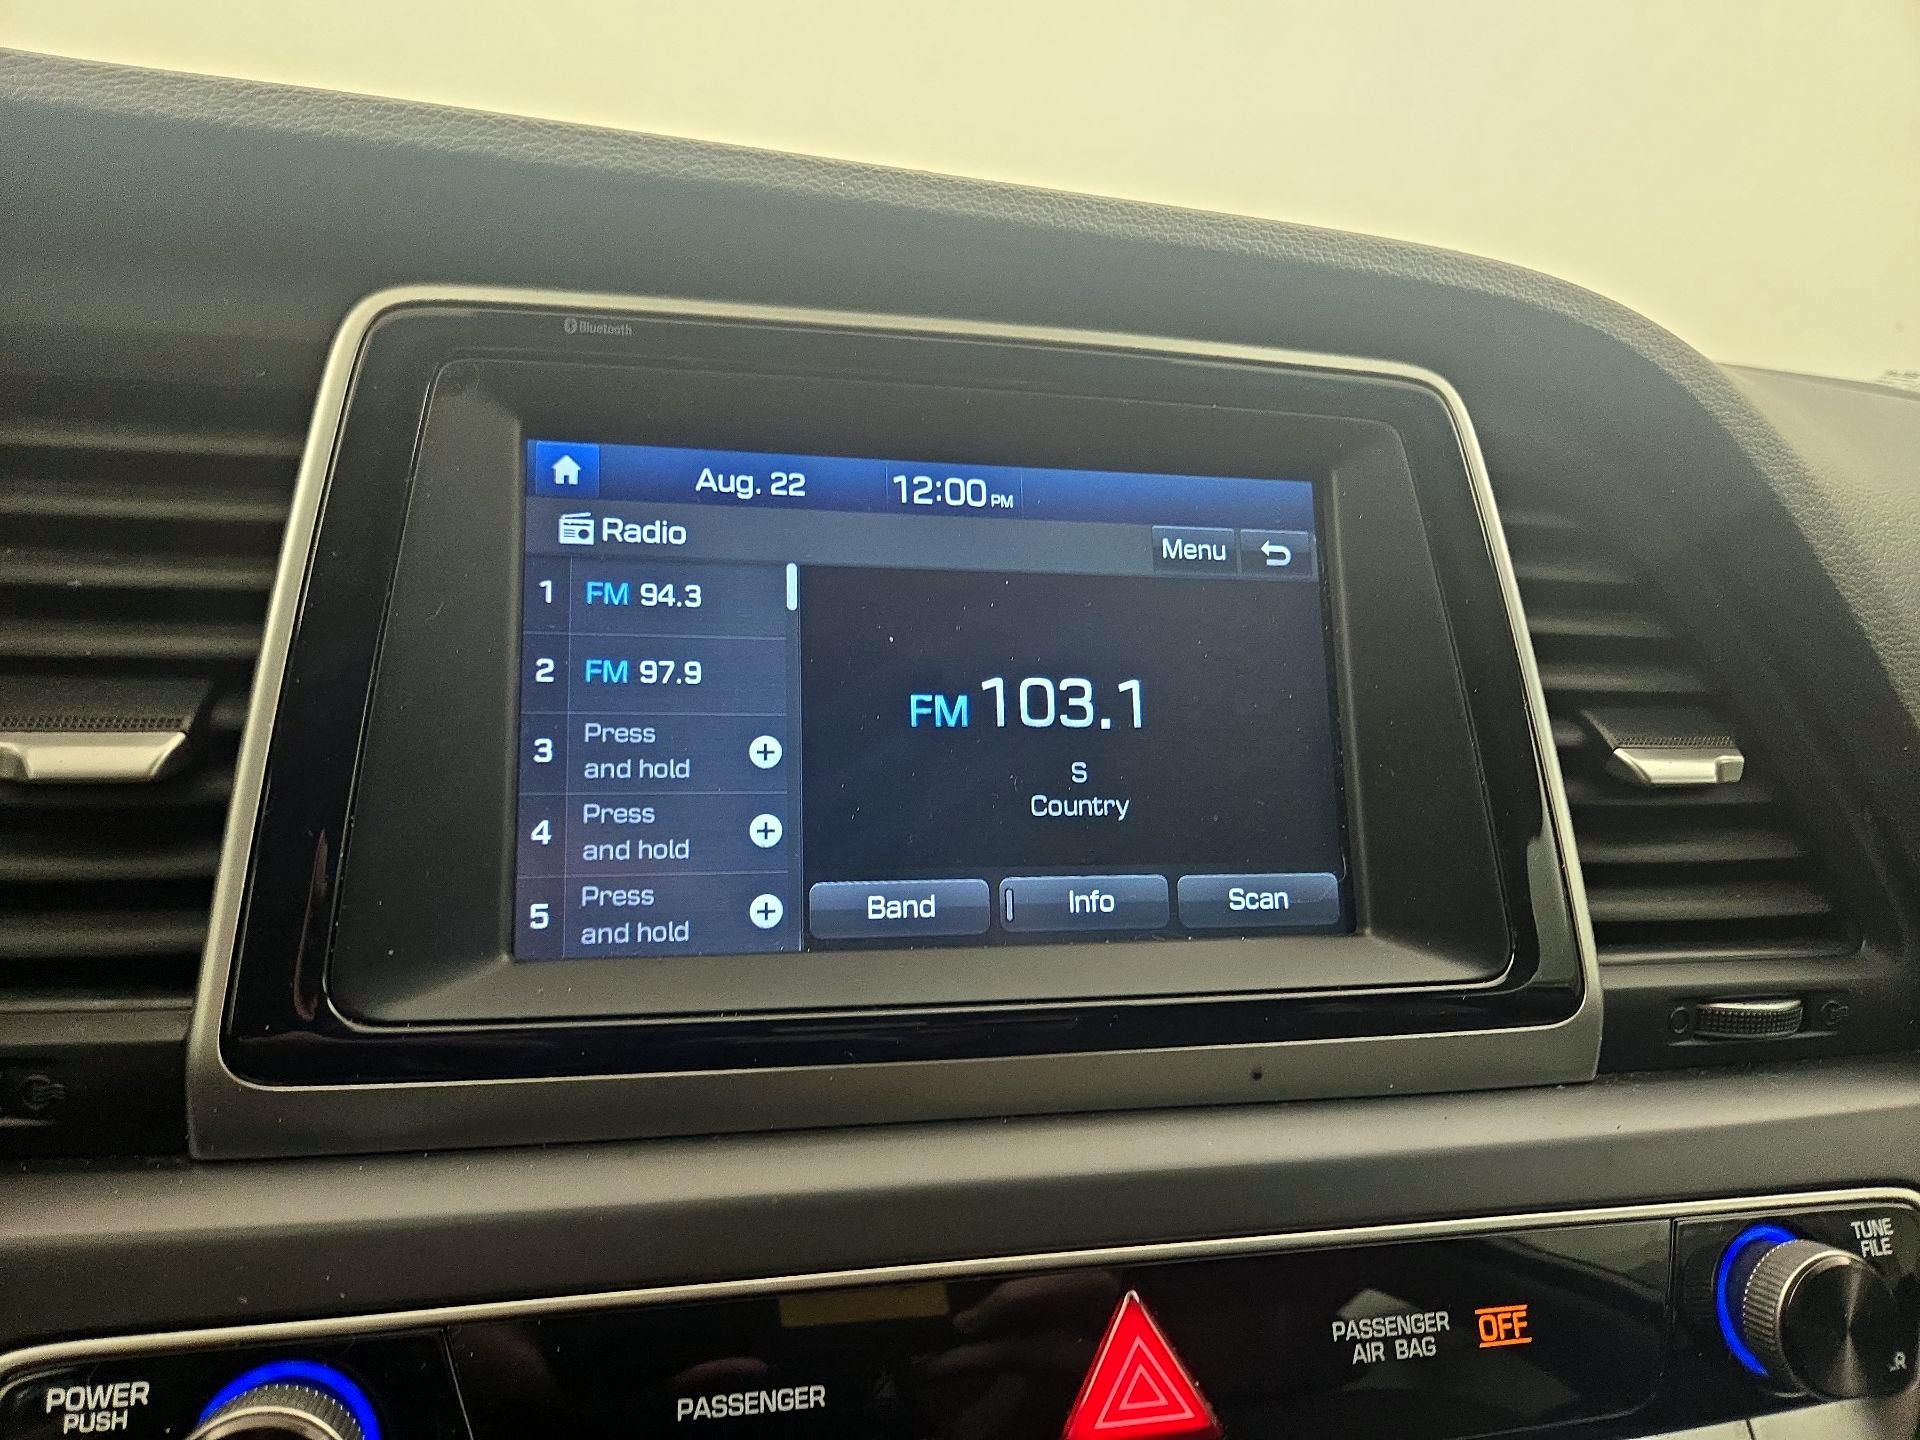 Bluetooth
Aug. 22 12:00 PM
Radio
Menu
1 FM 94.3
2 FM 97.9
3 Press
and hold
4 Press
and hold
5 Press
and hold
FM 103.1
S
Country
Band Info Scan
TUNE
FILE
PASSENGER
AIR BAG
OFF
POWER
PUSH
PASSENGER